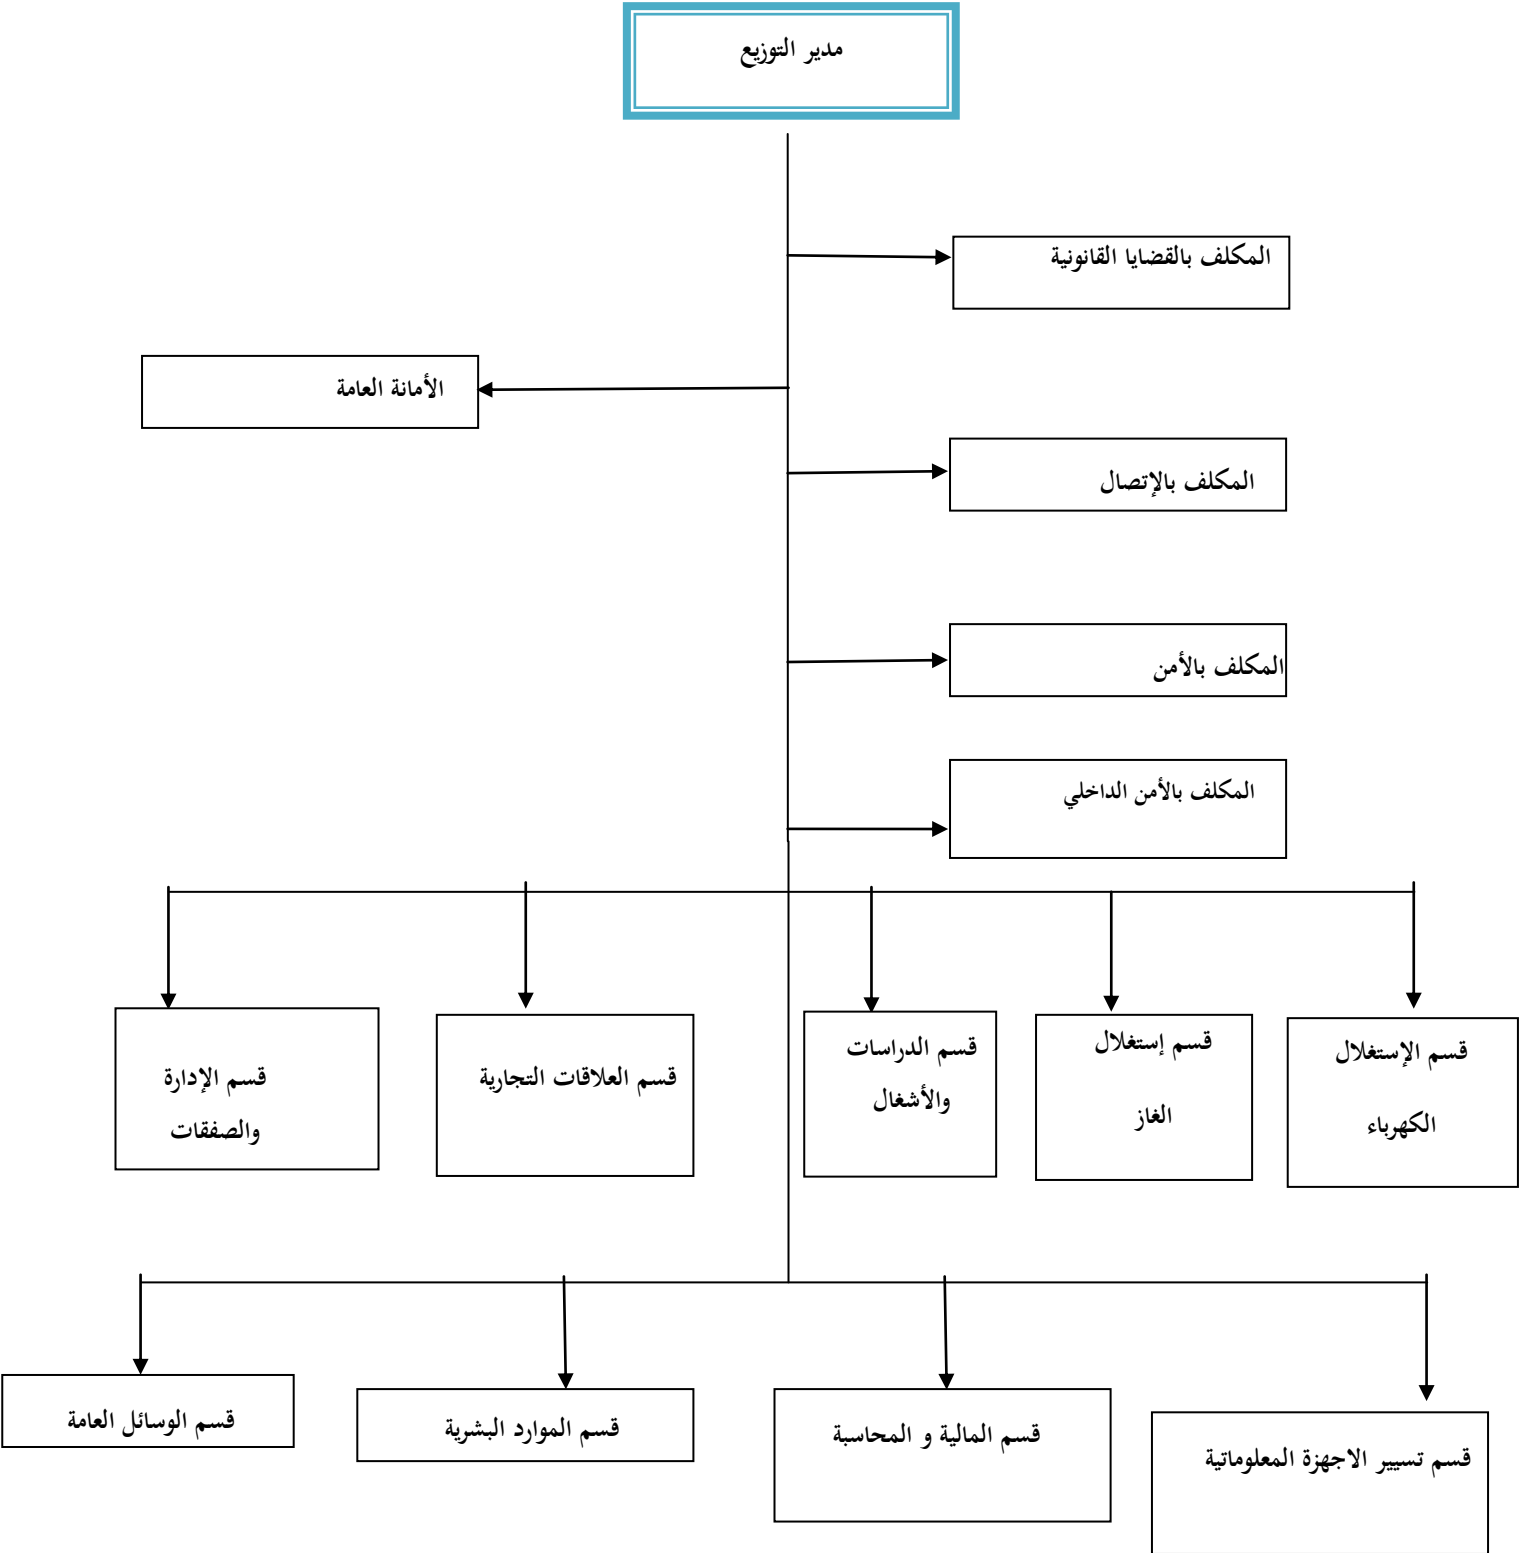 مدير التوزيع
المكلف بالقضايا القانونية
الأمانة العامة
المكلف بالإتصال
المكلف بالأمن
المكلف بالأمن الداخلي
قسم الإستغلال
الكهرباء
قسم إستغلال
الغاز
قسم الدراسات
والأشغال
قسم العلاقات التجارية
قسم الإدارة
والصفقات
قسم تسيير الاجهزة المعلوماتية
قسم المالية و المحاسبة
قسم الموارد البشرية
قسم الوسائل العامة